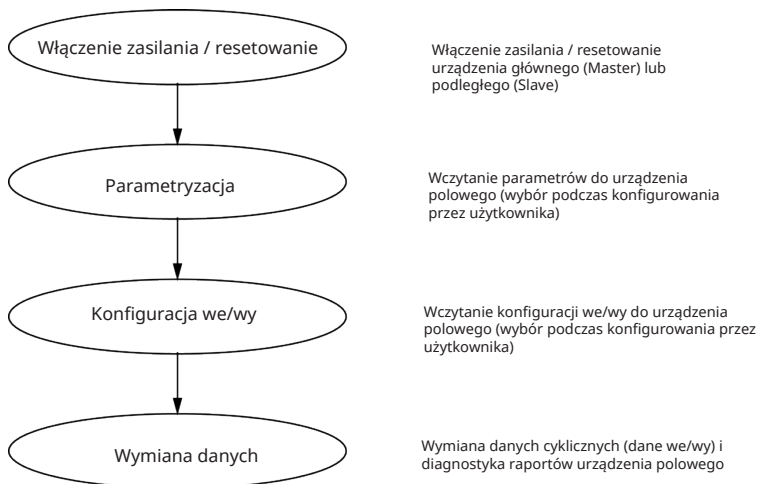 Włączenie zasilania / resetowanie
Włączenie zasilania / resetowanie
urządzenia głównego (Master) lub
podległego (Slave)
Parametryzacja
Wczytanie parametrów do urządzenia
polowego (wybór podczas konfigurowania
przez użytkownika)
Konfiguracja we/wy
Wczytanie konfiguracji we/wy do urządzenia
polowego (wybór podczas konfigurowania przez
użytkownika)
Wymiana danych
Wymiana danych cyklicznych (dane we/wy) i
diagnostyka raportów urządzenia polowego